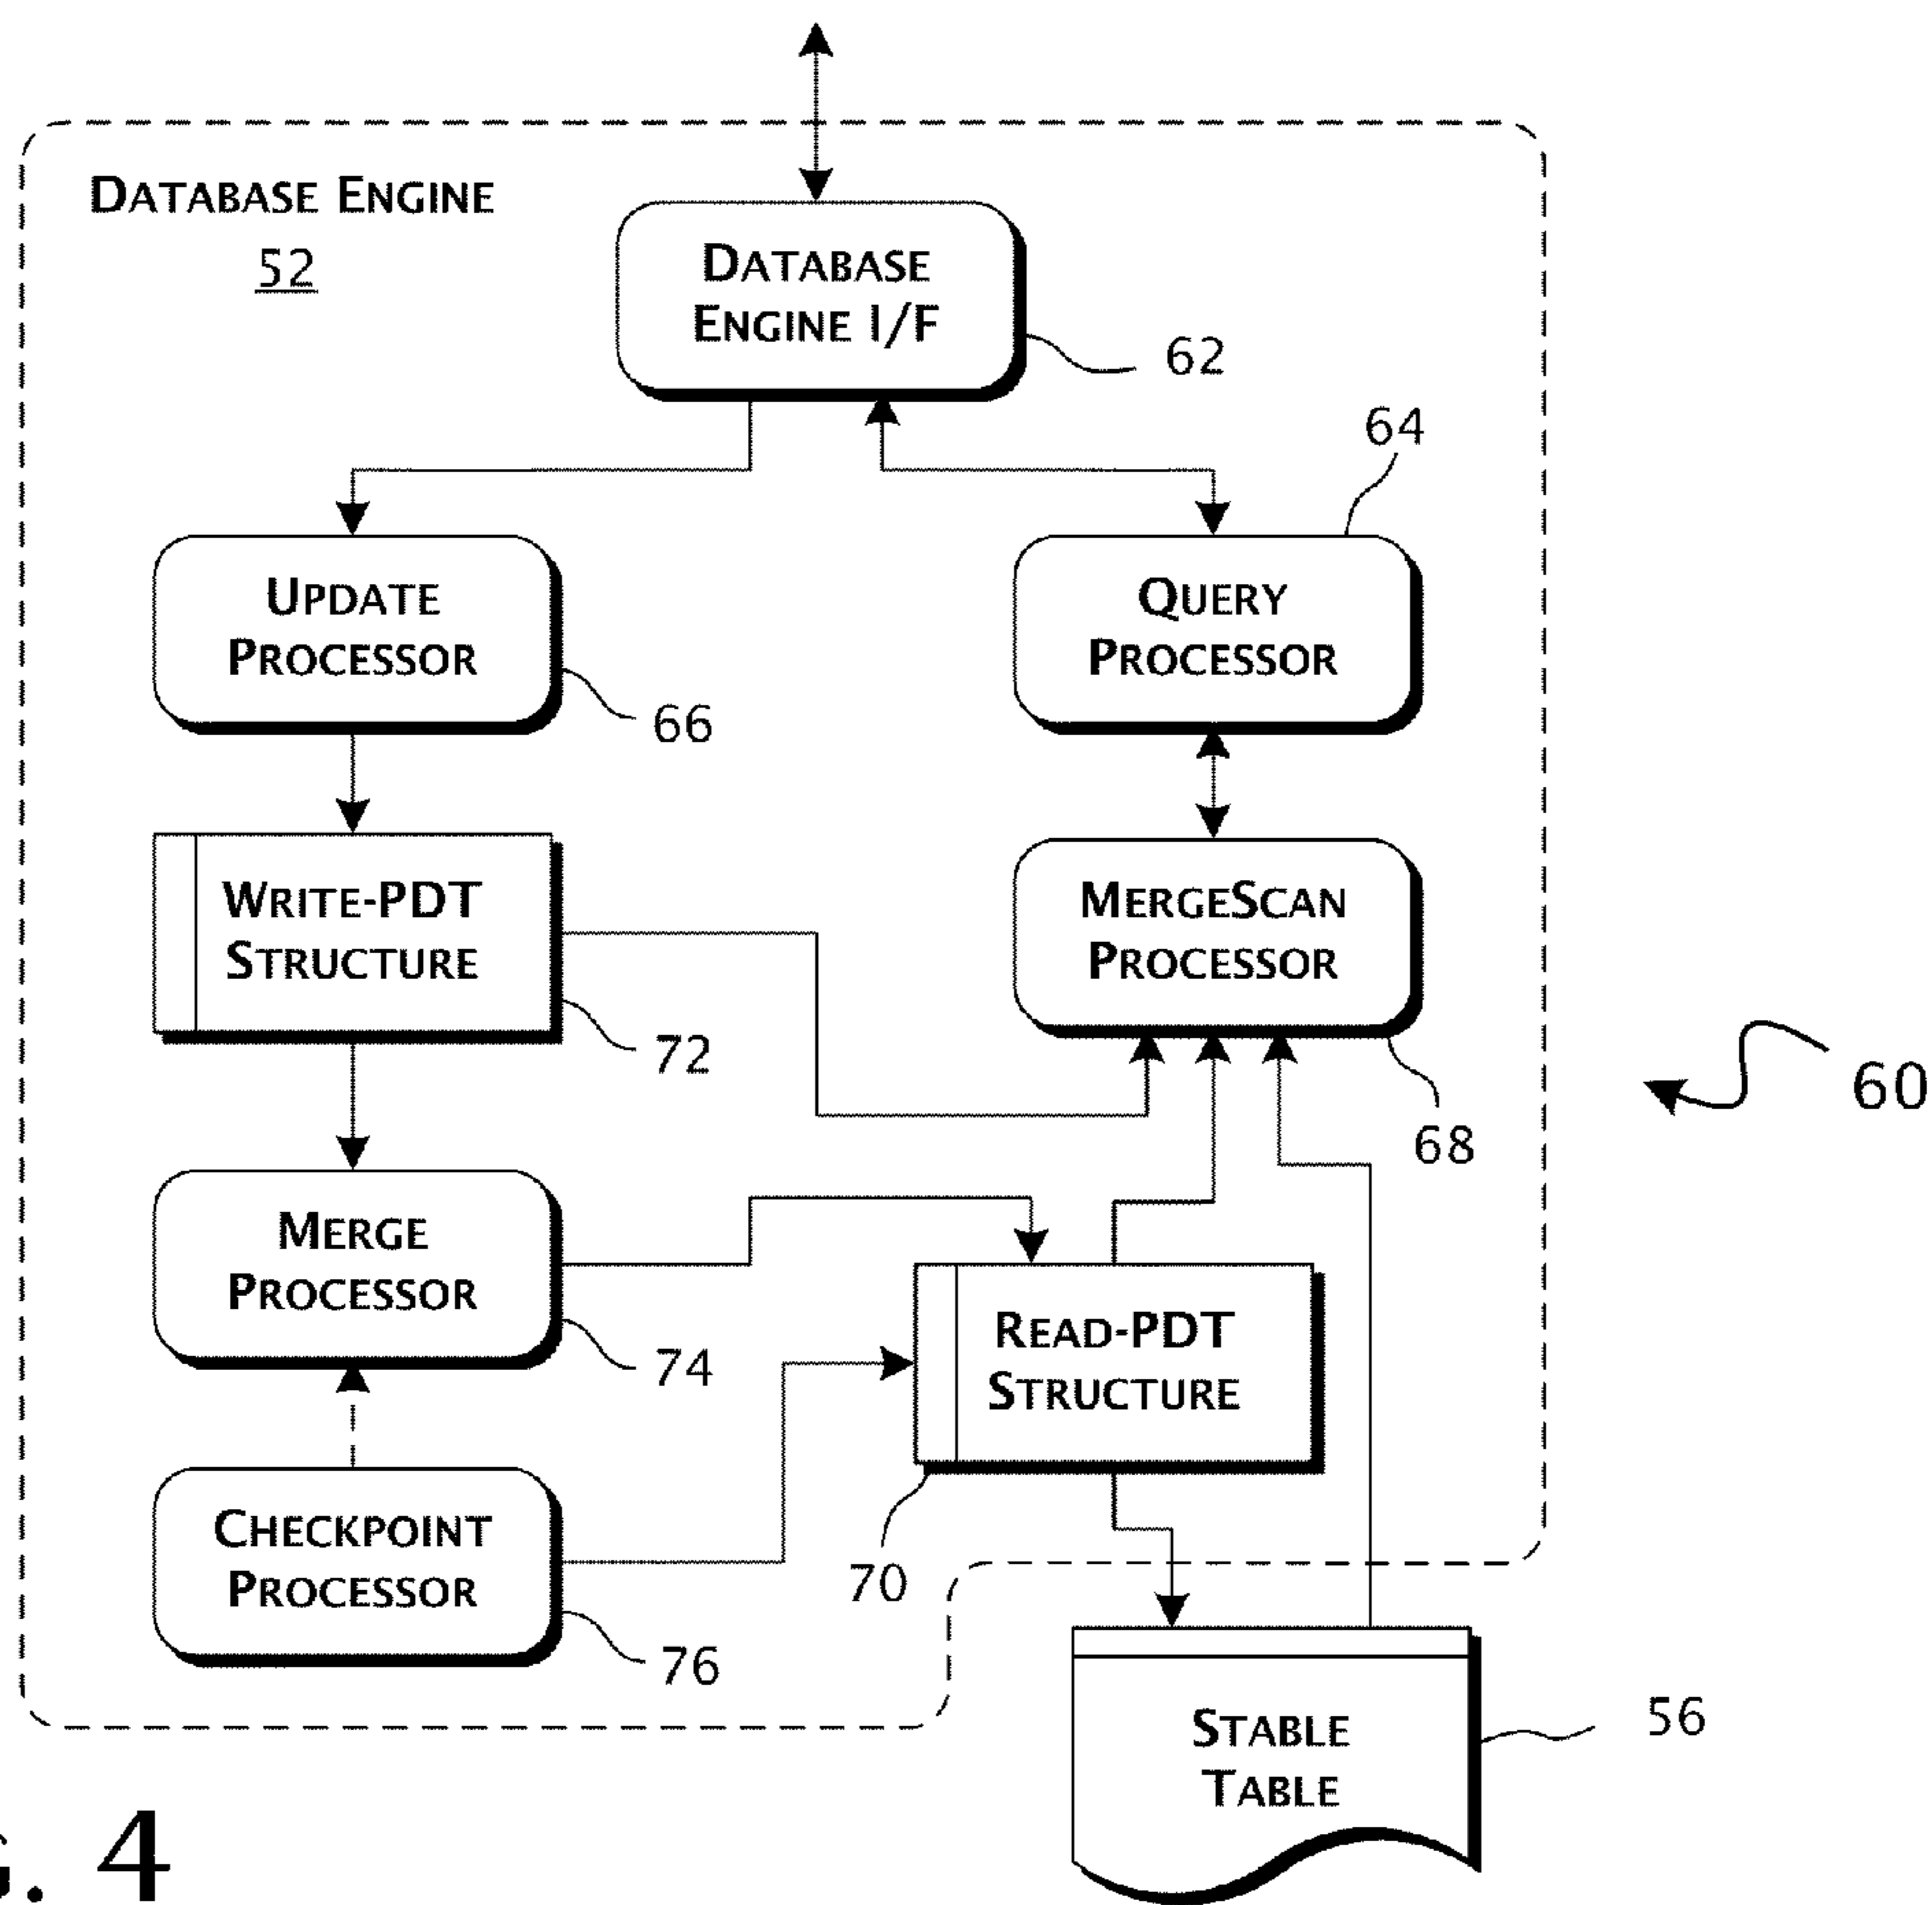 DATABASE ENGINE
52
DATABASE
ENGINE I/F
62
64
UPDATE
PROCESSOR
66
QUERY
PROCESSOR
WRITE-PDT
STRUCTURE
72
MERGESCAN
PROCESSOR
68
60
MERGE
PROCESSOR
74
READ-PDT
STRUCTURE
70
CHECKPOINT
PROCESSOR
76
STABLE
TABLE
56
G. 4